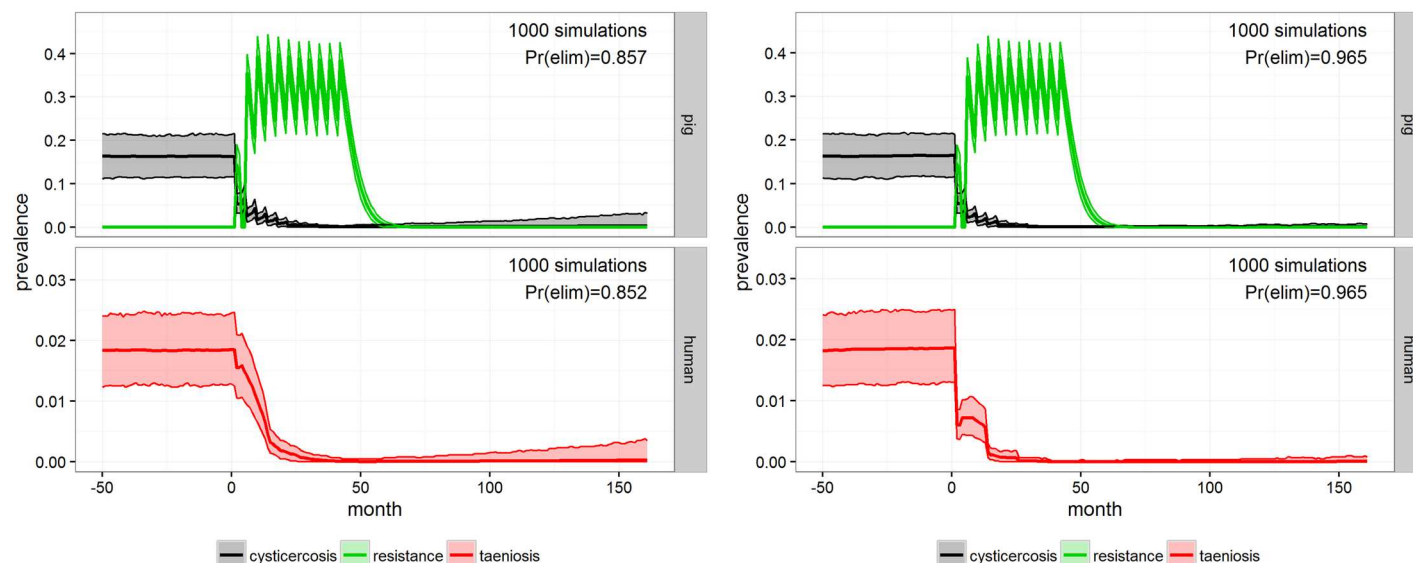 1000 simulations
Pr(elim)=0.857
0.4
0.3
0.2
0.1
0.0
pig
prevalence
1000 simulations
Pr(elim)=0.852
0.03
0.02
0.01
0.00
human
-50 0 50 100 150
month
cysticercosis resistance taeniosis
1000 simulations
Pr(elim)=0.965
0.4
0.3
0.2
0.1
0.0
pig
prevalence
1000 simulations
Pr(elim)=0.965
0.03
0.02
0.01
0.00
human
-50 0 50 100 150
month
cysticercosis resistance taeniosis